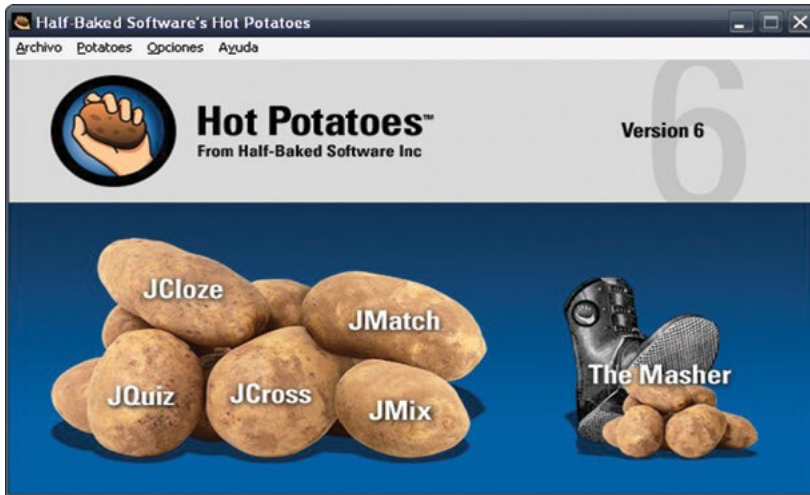 Half-Baked Software's Hot Potatoes
Archivo Potatoes Opciones Ayuda
Hot Potatoes™
From Half-Baked Software Inc
Version 6
6
JCloze
JMatch
JQuiz
JCross
JMix
The Masher